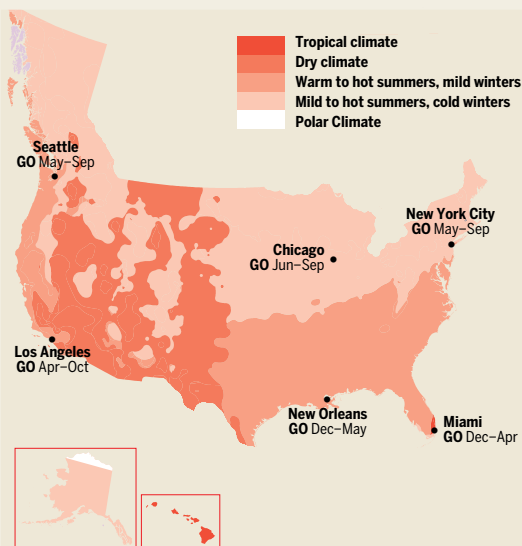 Tropical climate
Dry climate
Warm to hot summers, mild winters
Mild to hot summers, cold winters
Polar Climate
Seattle
GO May–Sep
New York City
GO May–Sep
Chicago
GO Jun–Sep
Los Angeles
GO Apr–Oct
New Orleans
GO Dec–May
Miami
GO Dec–Apr